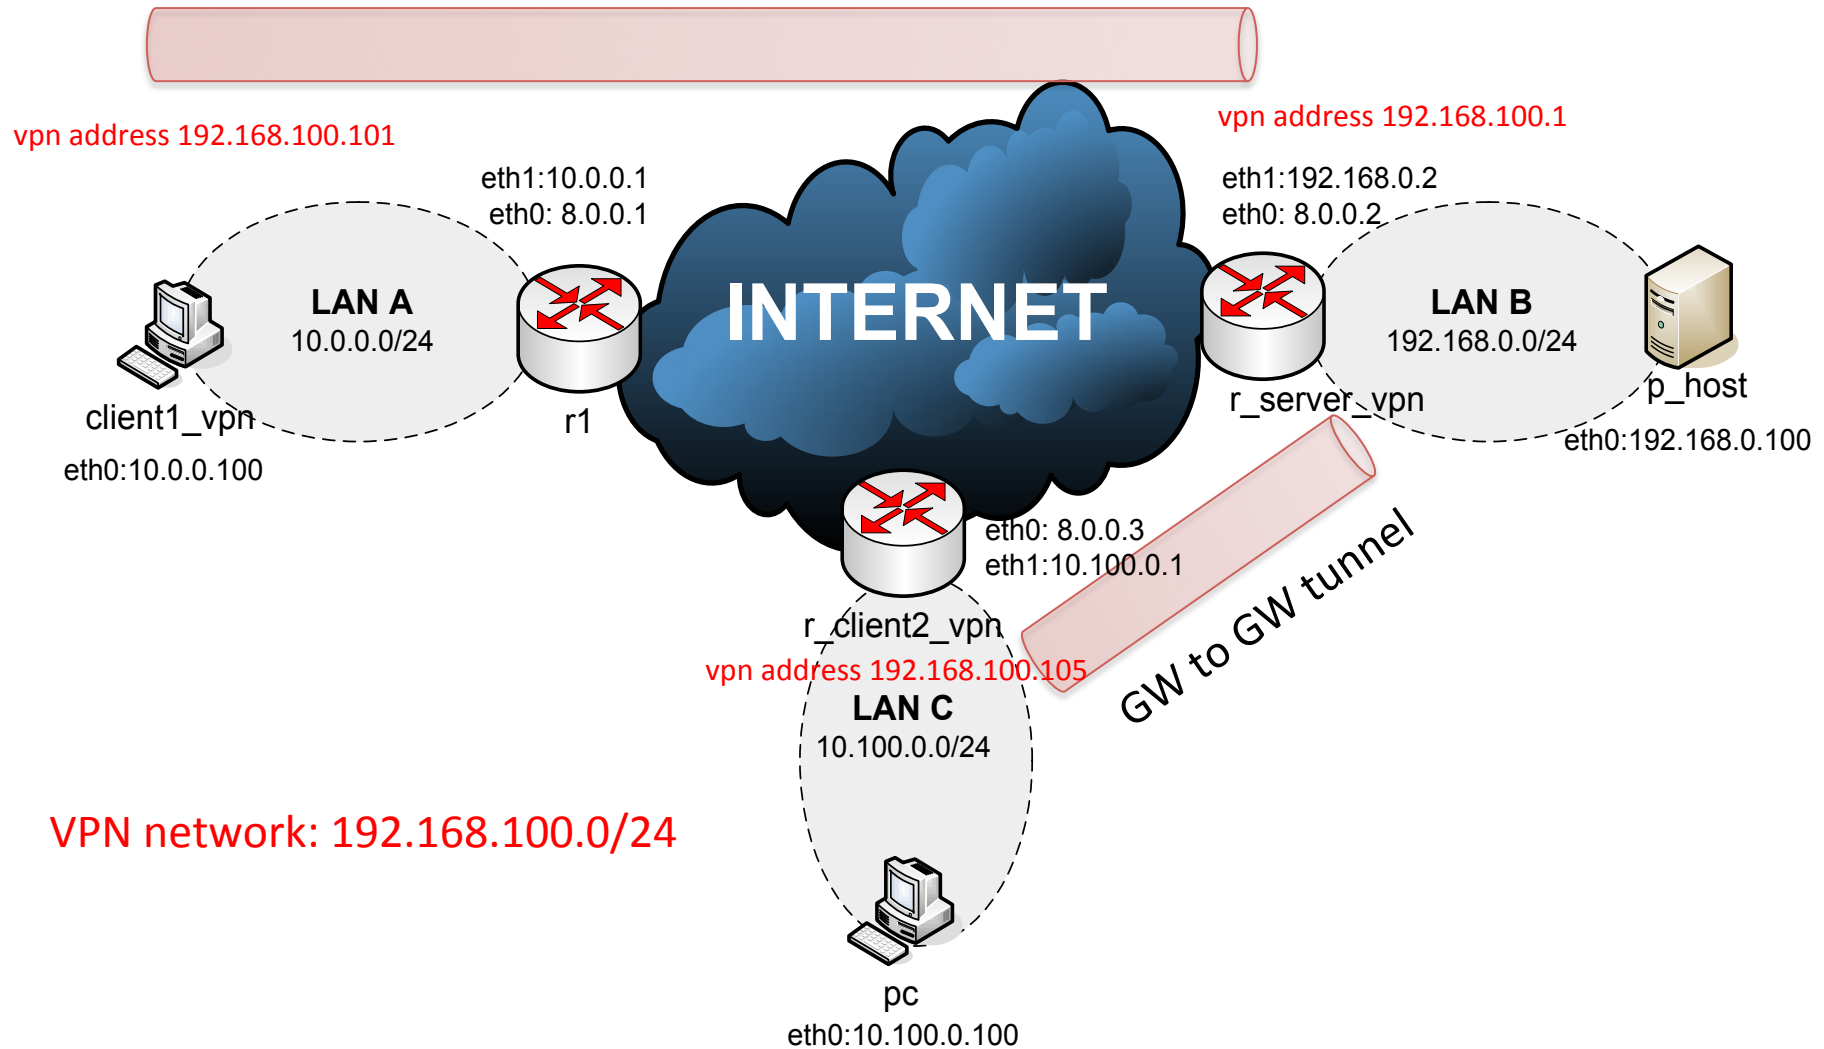 vpn address 192.168.100.101
vpn address 192.168.100.1
eth1:10.0.0.1
eth0: 8.0.0.1
eth1:192.168.0.2
eth0: 8.0.0.2
INTERNET
LAN A
10.0.0.0/24
LAN B
192.168.0.0/24
client1_vpn
eth0:10.0.0.100
r1
r_server_vpn
p_host
eth0:192.168.0.100
eth0: 8.0.0.3
eth1:10.100.0.1
r_client2_vpn
vpn address 192.168.100.105
GW to GW tunnel
LAN C
10.100.0.0/24
VPN network: 192.168.100.0/24
pc
eth0:10.100.0.100